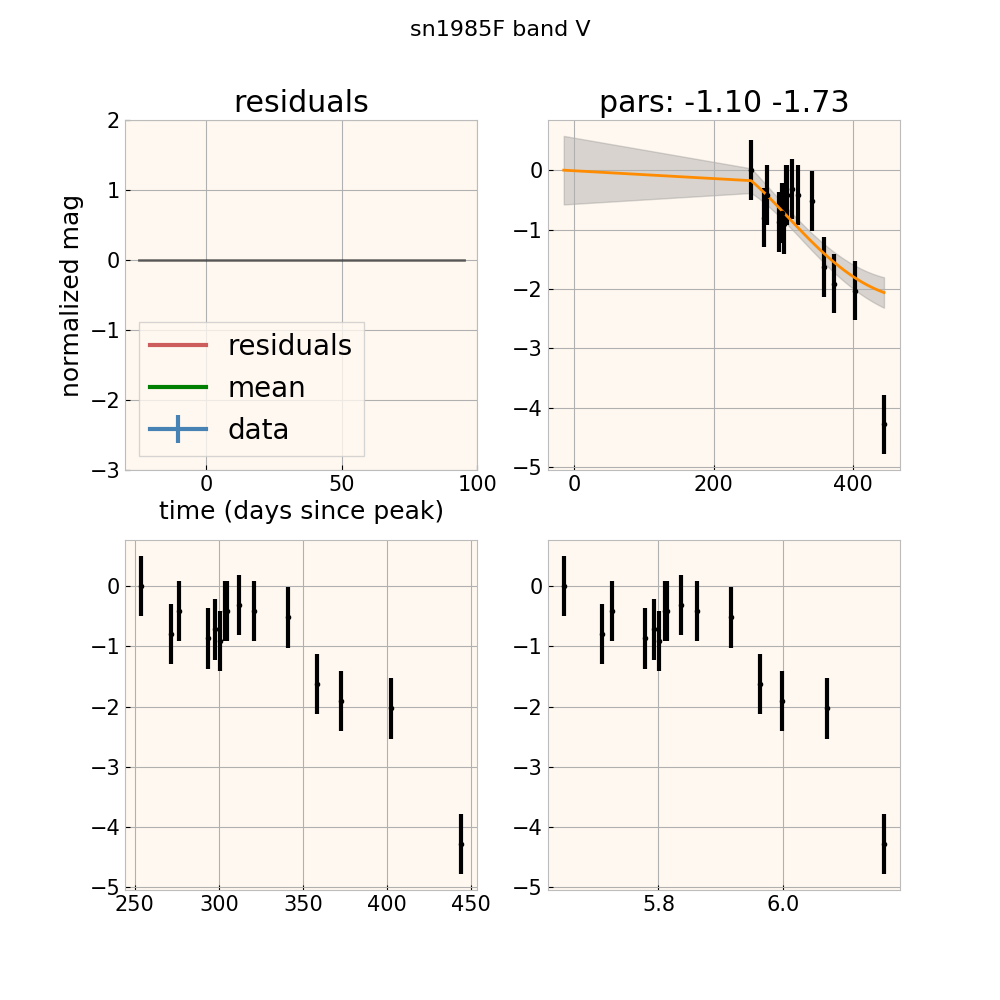 sn1985F band V
residuals
pars: -1.10 -1.73
normalized mag
2
1
0
−1
−2
−3
residuals
mean
data
0 50 100
time (days since peak)
0
−1
−2
−3
−4
−5
0 200 400
0
−1
−2
−3
−4
−5
250 300 350 400 450
0
−1
−2
−3
−4
−5
5.8 6.0